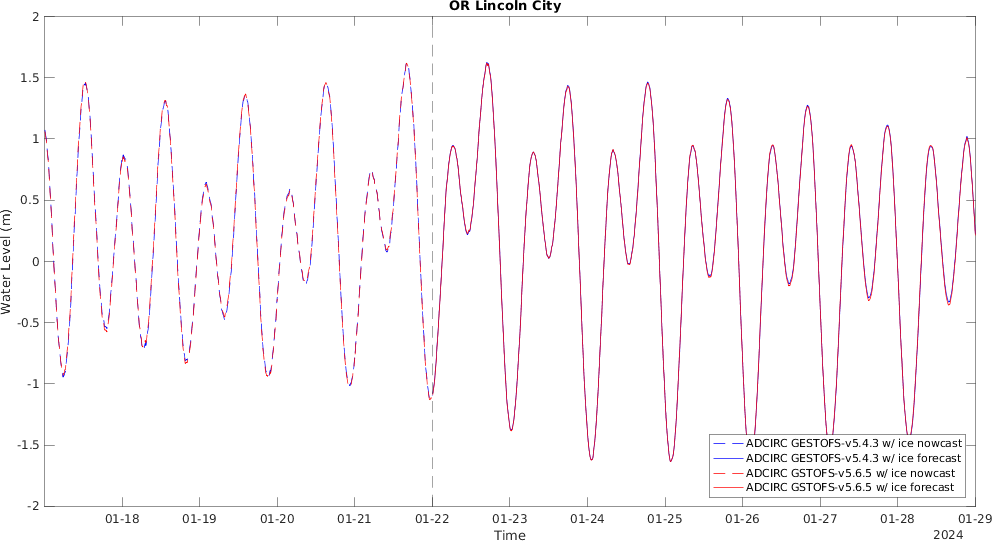 OR Lincoln City
2
1.5
1
0.5
0
-0.5
-1
-1.5
-2
Water Level (m)
ADCIRC GESTOFS-v5.4.3 w/ ice nowcast
ADCIRC GESTOFS-v5.4.3 w/ ice forecast
ADCIRC GSTOFS-v5.6.5 w/ ice nowcast
ADCIRC GSTOFS-v5.6.5 w/ ice forecast
01-18 01-19 01-20 01-21 01-22 01-23 01-24 01-25 01-26 01-27 01-28 01-29
Time
2024